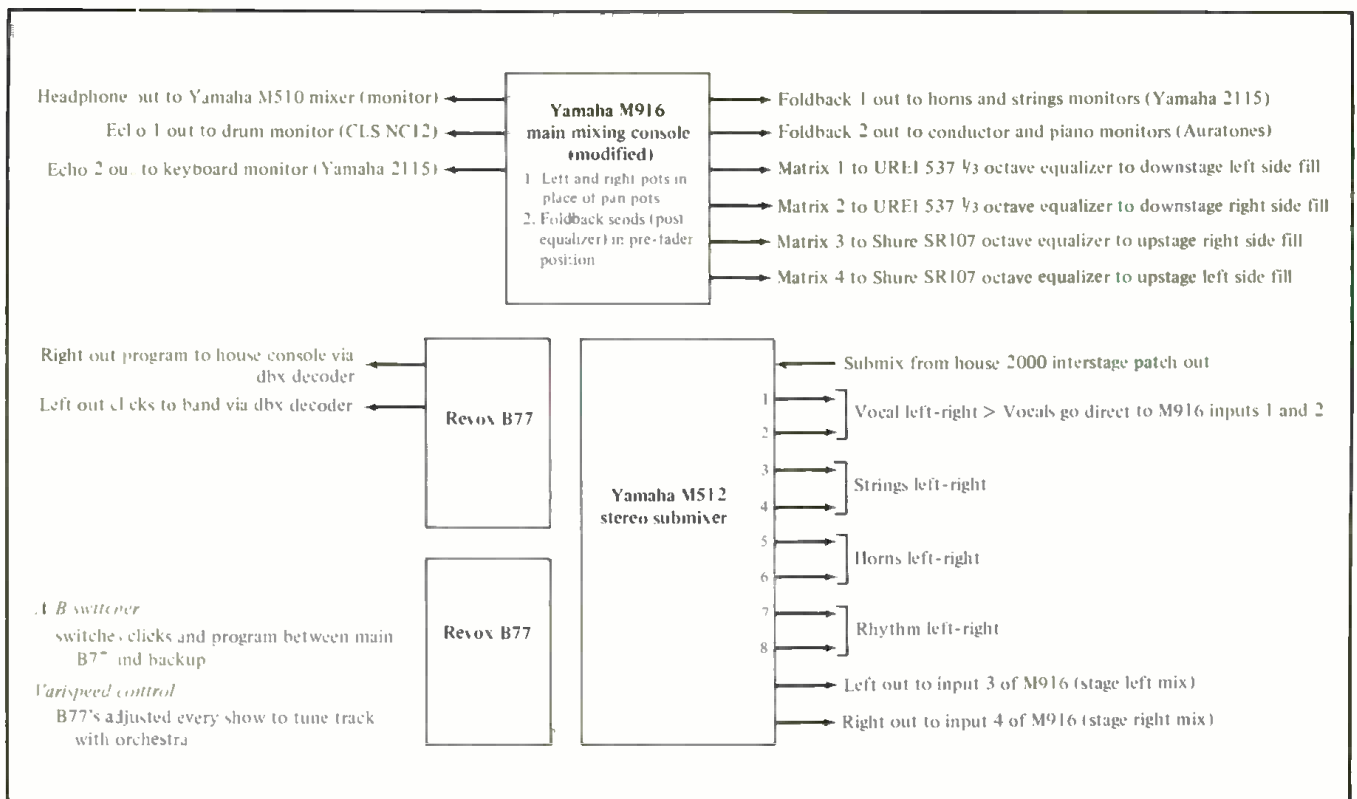 Headphone out to Yamaha M510 mixer (monitor)
Echo 1 out to drum monitor (CLS NC12)
Echo 2 out to keyboard monitor (Yamaha 2115)
Yamaha M916
main mixing console
(modified)
1 Left and right pots in
place of pan pots
2. Foldback sends (post
equalizer) in pre-fader
position
Foldback 1 out to horns and strings monitors (Yamaha 2115)
Foldback 2 out to conductor and piano monitors (Auratones)
Matrix 1 to UREI 537 1/3 octave equalizer to downstage left side fill
Matrix 2 to UREI 537 1/3 octave equalizer to downstage right side fill
Matrix 3 to Shure SR107 octave equalizer to upstage right side fill
Matrix 4 to Shure SR107 octave equalizer to upstage left side fill
Right out program to house console via
dbx decoder
Left out clicks to band via dbx decoder
Revox B77
Revox B77
A B switcher
switches clicks and program between main
B77 and backup
Varispeed control
B77's adjusted every show to tune track
with orchestra
Yamaha M512
stereo submixer
Submix from house 2000 interstage patch out
1
2
Vocal left-right > Vocals go direct to M916 inputs 1 and 2
3
4
Strings left-right
5
6
Horns left-right
7
8
Rhythm left-right
Left out to input 3 of M916 (stage left mix)
Right out to input 4 of M916 (stage right mix)